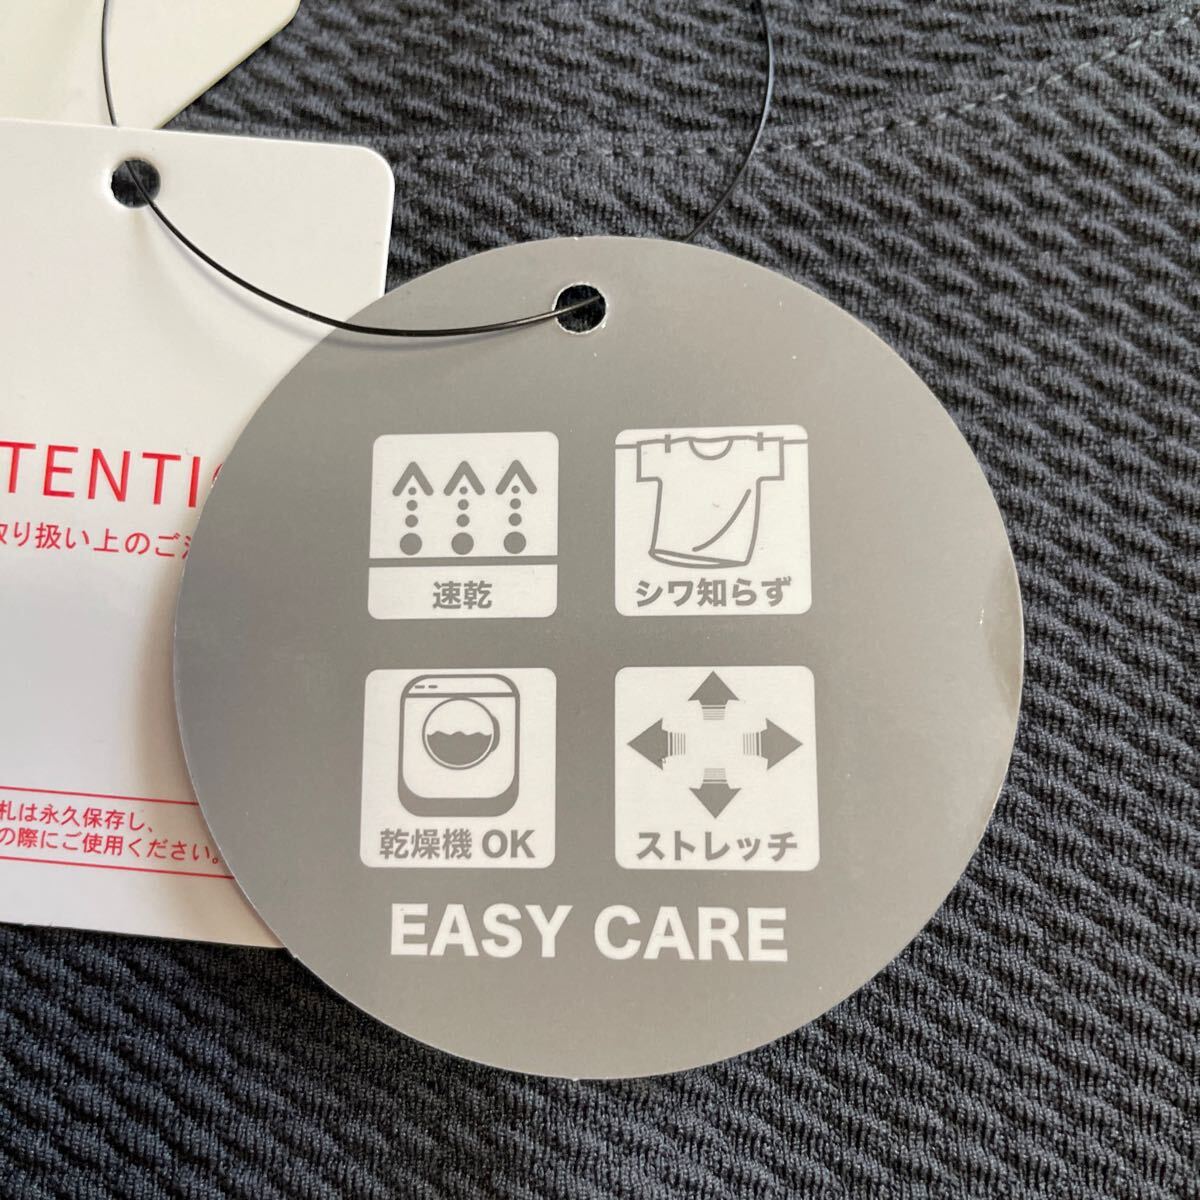 TENTI
取り扱い上のご
札は永久保存し、
の際にご使用ください。
速乾
シワ知らず
乾燥機 OK
ストレッチ
EASY CARE